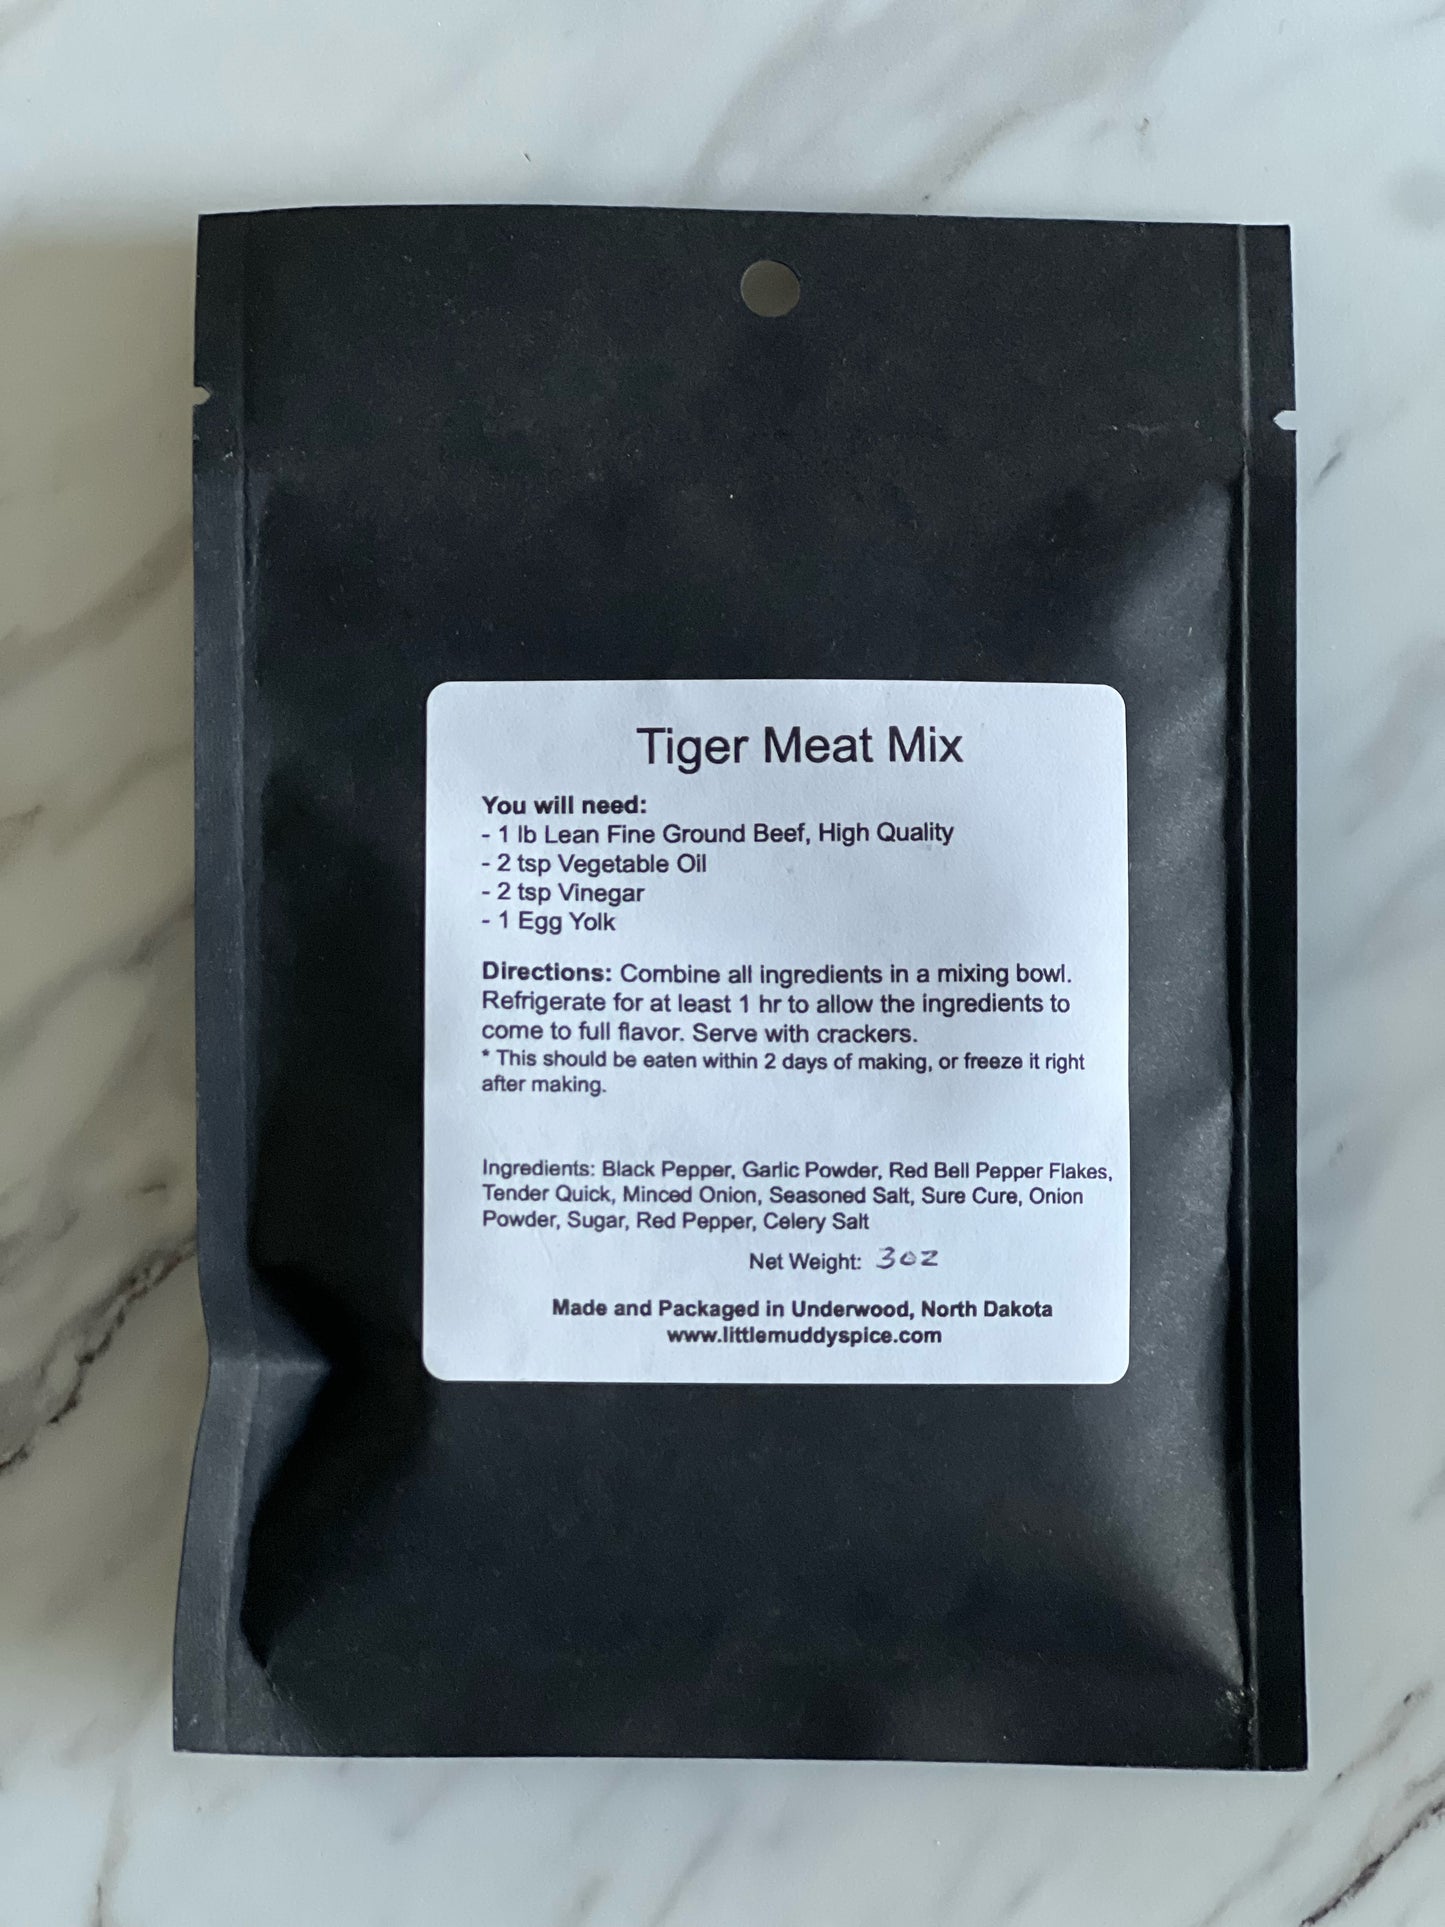 Tiger Meat Mix
You will need:
- 1 lb Lean Fine Ground Beef, High Quality
- 2 tsp Vegetable Oil
- 2 tsp Vinegar
- 1 Egg Yolk
Directions: Combine all ingredients in a mixing bowl.
Refrigerate for at least 1 hr to allow the ingredients to
come to full flavor. Serve with crackers.
* This should be eaten within 2 days of making, or freeze it right
after making.
Ingredients: Black Pepper, Garlic Powder, Red Bell Pepper Flakes,
Tender Quick, Minced Onion, Seasoned Salt, Sure Cure, Onion
Powder, Sugar, Red Pepper, Celery Salt
Net Weight: 3oz
Made and Packaged in Underwood, North Dakota
www.littlemuddyspice.com